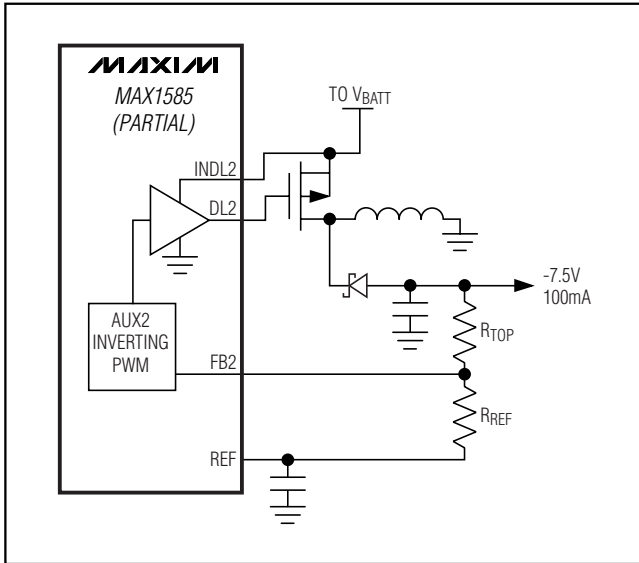 MAXIM
MAX1585
(PARTIAL)
TO VBATT
INDL2
DL2
-7.5V
100mA
AUX2
INVERTING
PWM
RTOP
FB2
RREF
REF